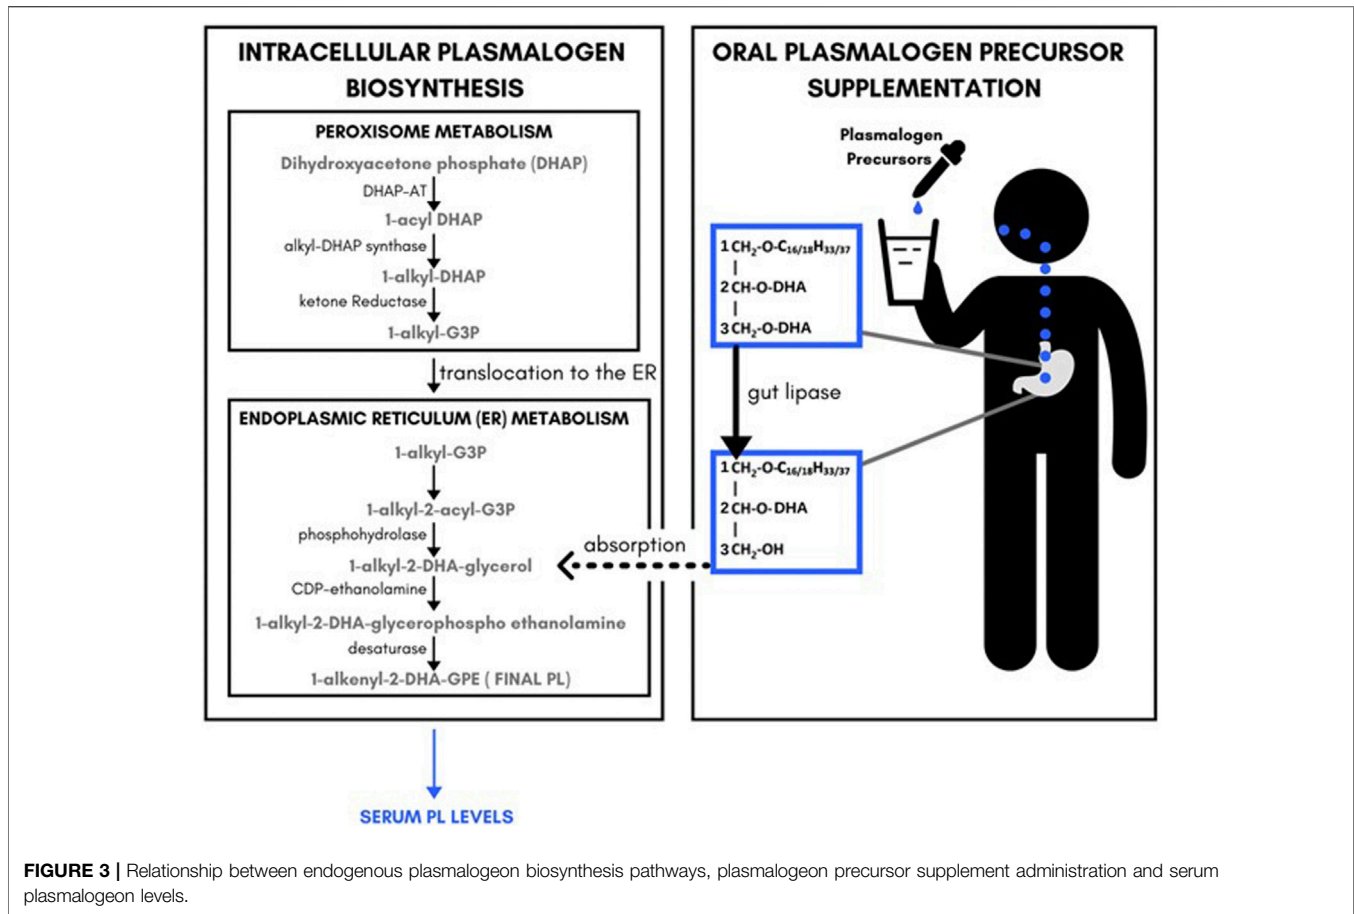 INTRACELLULAR PLASMALOGEN
BIOSYNTHESIS
PEROXISOME METABOLISM
Dihydroxyacetone phosphate (DHAP)
DHAP-AT
1-acyl DHAP
alkyl-DHAP synthase
1-alkyl-DHAP
ketone Reductase
1-alkyl-G3P
translocation to the ER
ENDOPLASMIC RETICULUM (ER) METABOLISM
1-alkyl-G3P
1-alkyl-2-acyl-G3P
phosphohydrolase
1-alkyl-2-DHA-glycerol
CDP-ethanolamine
1-alkyl-2-DHA-glycerophospho ethanolamine
desaturase
1-alkenyl-2-DHA-GPE ( FINAL PL)
SERUM PL LEVELS
ORAL PLASMALOGEN PRECURSOR
SUPPLEMENTATION
Plasmalogen
Precursors
1 CH₂-O-C₁₆/₁₈H₃₃/₃₇
2 CH-O-DHA
3 CH₂-O-DHA
gut lipase
1 CH₂-O-C₁₆/₁₈H₃₃/₃₇
2 CH-O-DHA
3 CH₂-OH
absorption
FIGURE 3 | Relationship between endogenous plasmalogeon biosynthesis pathways, plasmalogeon precursor supplement administration and serum
plasmalogeon levels.